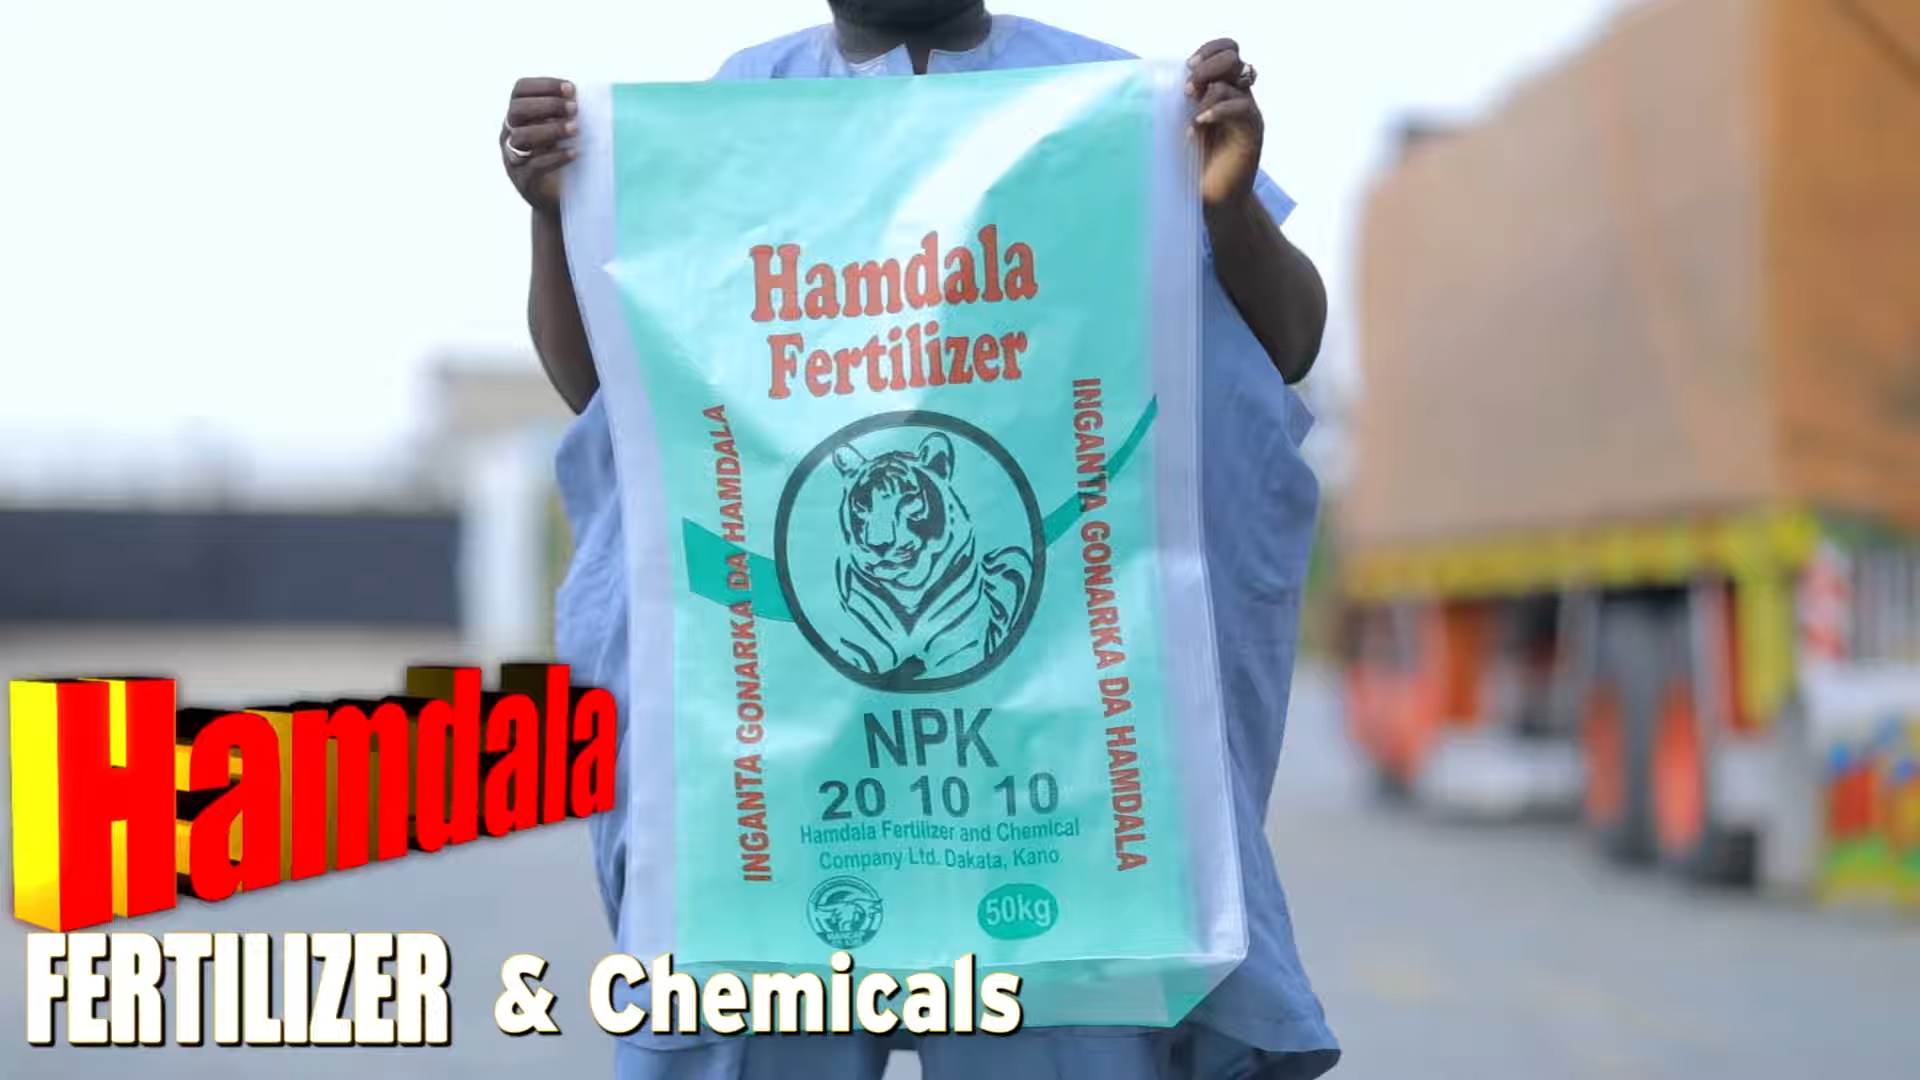 Hamdala
Fertilizer
INGANTA GONARKA DA HAMDALA
INGANTA GONARKA DA HAMDALA
NPK
20 10 10
Hamdala Fertilizer and Chemical
Company Ltd. Dakata, Kano
50kg
Hamdala
FERTILIZER & Chemicals